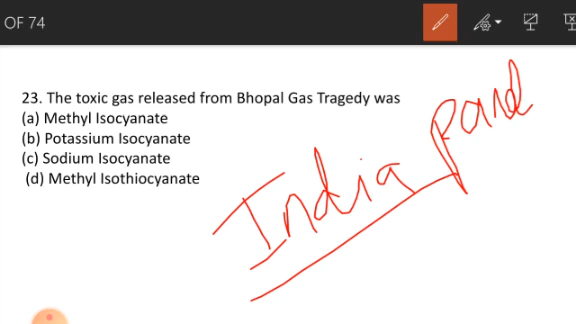 OF 74
23. The toxic gas released from Bhopal Gas Tragedy was
(a) Methyl Isocyanate
(b) Potassium Isocyanate
(c) Sodium Isocyanate
(d) Methyl Isothiocyanate
India